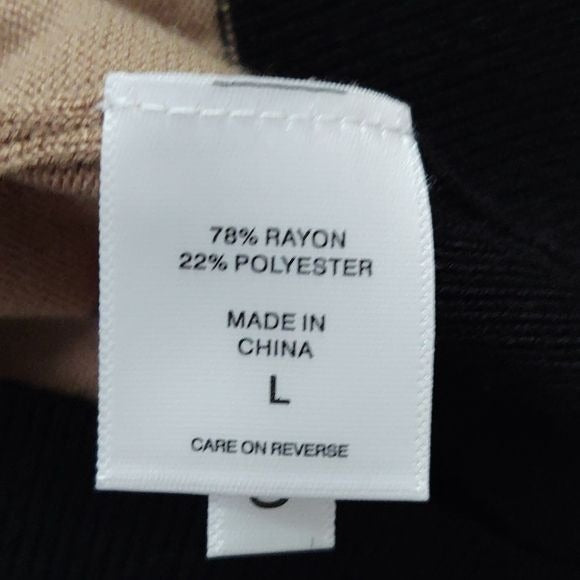 78% RAYON
22% POLYESTER
MADE IN
CHINA
L
CARE ON REVERSE